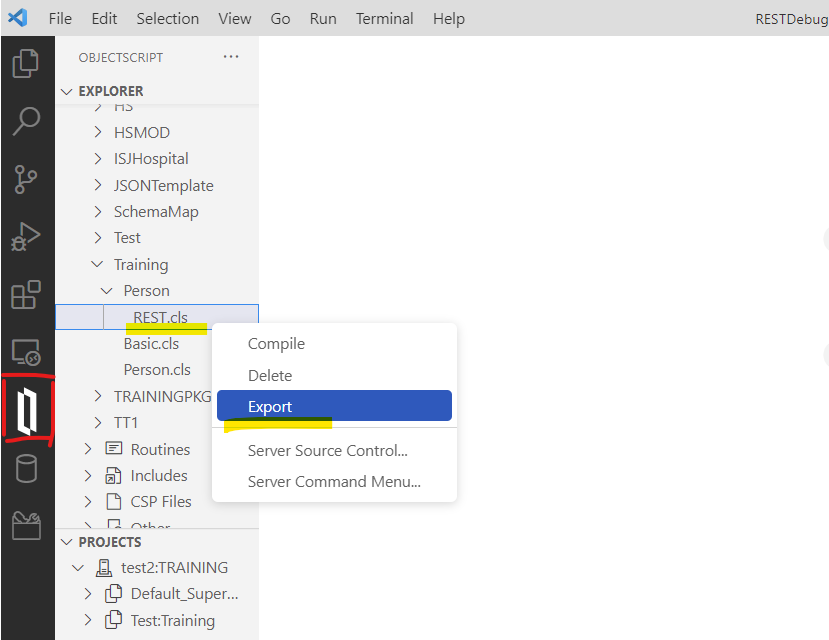 File Edit Selection View Go Run Terminal Help RESTDebug
OBJECTSCRIPT ...
EXPLORER
HS
HSMOD
ISJHospital
JSONTemplate
SchemaMap
Test
Training
Person
REST.cls
Basic.cls
Person.cls
TRAININGPKG
TT1
Routines
Includes
CSP Files
Other
Compile
Delete
Export
Server Source Control...
Server Command Menu...
PROJECTS
test2:TRAINING
Default_Super...
Test:Training